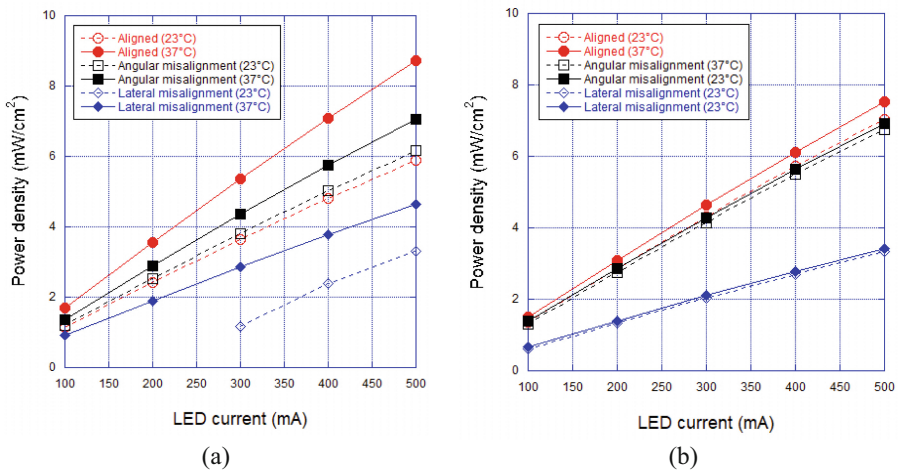 10
8
6
4
2
0
Power density (mW/cm²)
Aligned (23°C)
Aligned (37°C)
Angular misalignment (23°C)
Angular misalignment (37°C)
Lateral misalignment (23°C)
Lateral misalignment (37°C)
100 150 200 250 300 350 400 450 500
LED current (mA)
(a)
10
8
6
4
2
0
Power density (mW/cm²)
Aligned (23°C)
Aligned (37°C)
Angular misalignment (37°C)
Angular misalignment (23°C)
Lateral misalignment (23°C)
Lateral misalignment (37°C)
100 150 200 250 300 350 400 450 500
LED current (mA)
(b)